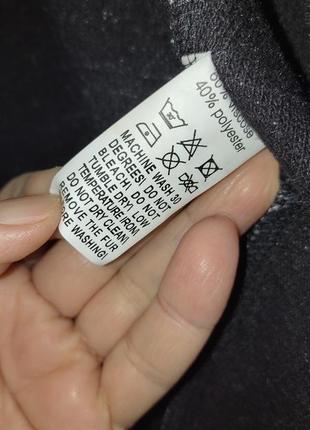 60% viscose
40% polyester
MACHINE WASH 30
DEGREES! DO NOT
BLEACH! DO NOT
TUMBLE DRY! LOW
TEMPERATURE IRON!
DO NOT DRY CLEAN!
REMOVE THE FUR
BEFORE WASHING!